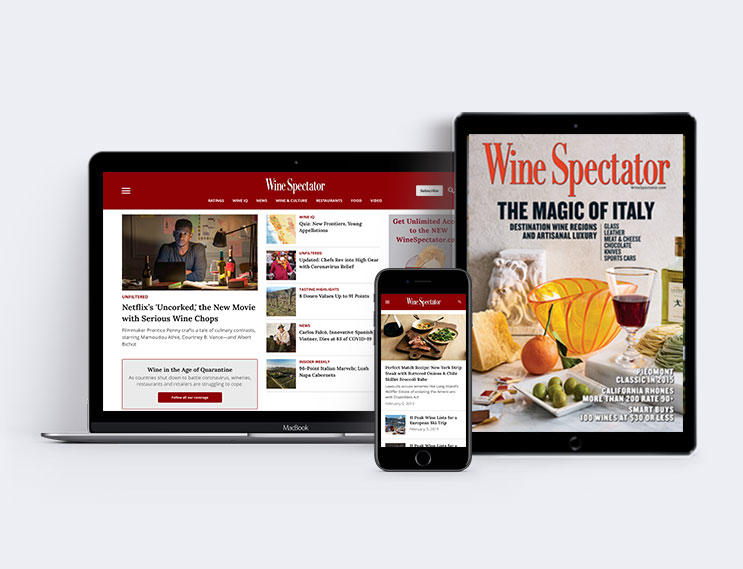 Wine Spectator
Subscribe
RATINGS WINE IQ NEWS WINE & CULTURE RESTAURANTS FOOD VIDEO
UNFILTERED
Netflix's 'Uncorked,' the New Movie
with Serious Wine Chops
Filmmaker Prentice Penny crafts a tale of culinary contrasts,
starring Mamoudou Athie, Courtney B. Vance—and Albert
Bichot
Wine in the Age of Quarantine
As countries shut down to battle coronavirus, wineries,
restaurants and retailers are struggling to cope
Follow all our coverage
WINE IQ
Quiz: New Frontiers, Young
Appellations
UNFILTERED
Updated: Chefs Rev into High Gear
with Coronavirus Relief
TASTING HIGHLIGHTS
8 Douro Values Up to 91 Points
NEWS
Carlos Falcó, Innovative Spanish
Vintner, Dies at 83 of COVID-19
INSIDER WEEKLY
96-Point Italian Marvels; Lush
Napa Cabernets
Get Unlimited Acc
to the NEW
WineSpectator.co
MacBook
Wine Spectator
Perfect Match Recipe: New York Strip
Steak with Buttered Onions & Chile
Skillet Broccoli Rabe
February 5, 2019
11 Peak Wine Lists for a
European Ski Trip
February 5, 2019
11 Peak Wine Lists for a
Wine Spectator
WineSpectator.com
THE MAGIC OF ITALY
DESTINATION WINE REGIONS
AND ARTISANAL LUXURY
GLASS
LEATHER
MEAT & CHEESE
CHOCOLATE
KNIVES
SPORTS CARS
PIEDMONT
CLASSIC IN 2015
CALIFORNIA RHONES
MORE THAN 200 RATE 90+
SMART BUYS
100 WINES AT $30 OR LESS